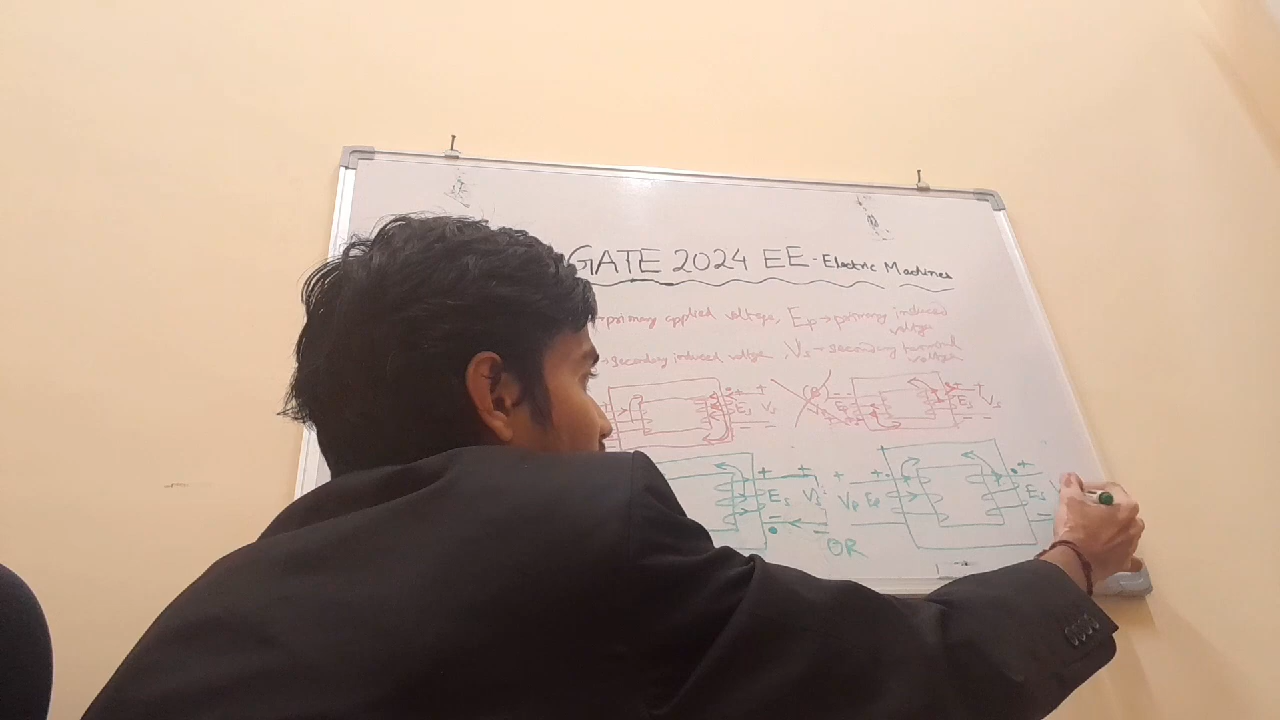 GATE 2024 EE - Electric Machines
→primary applied voltage, Ep→primary induced
voltage
→secondary induced voltage, Vs→secondary terminal
voltage
+ Es Vs + - - Es Vs
+ Es + Vs + Vp + Ep + Es
OR